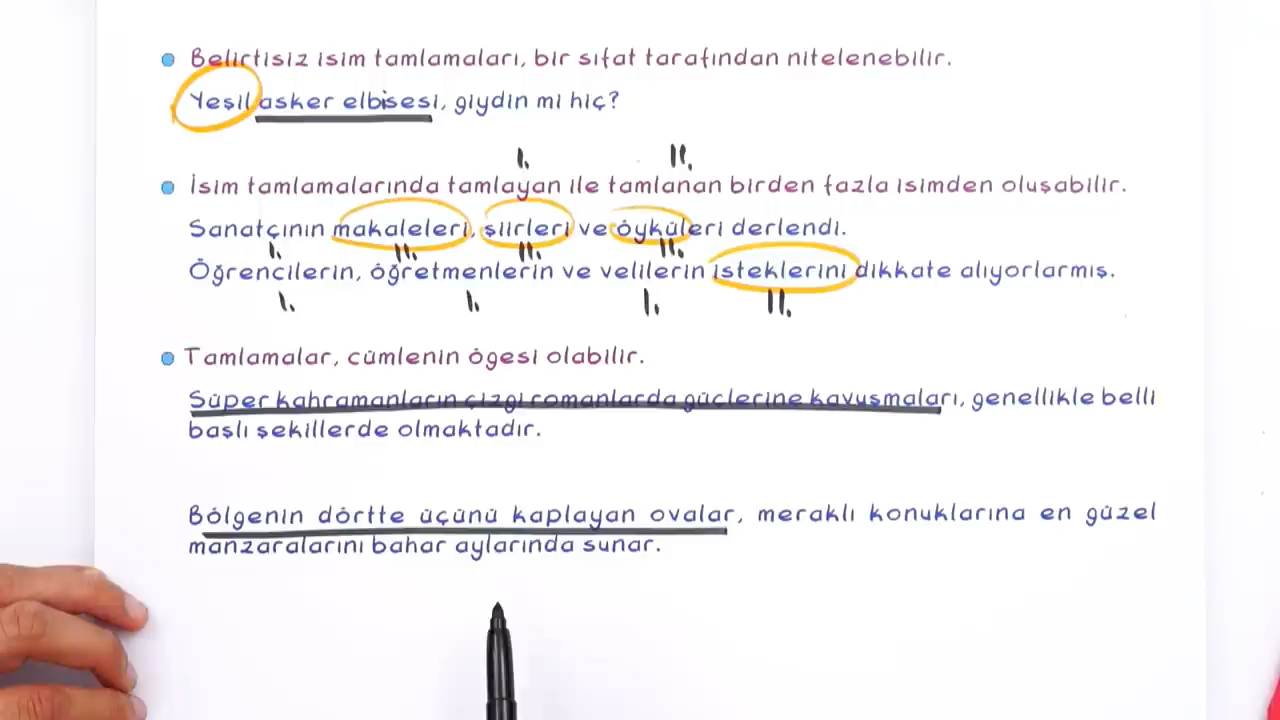 Belirtisiz isim tamlamaları, bir sıfat tarafından nitelenebilir.
Yeşil asker elbisesi, giydin mi hiç?
I. II.
İsim tamlamalarında tamlayan ile tamlanan birden fazla isimden oluşabilir.
Sanatçının makaleleri, şiirleri ve öyküleri derlendi.
I. II. II. II.
Öğrencilerin, öğretmenlerin ve velilerin isteklerini dikkate alıyorlarmış.
I. I. I. II.
Tamlamalar, cümlenin ögesi olabilir.
Süper kahramanların çizgi romanlarda güçlerine kavuşmaları, genellikle belli
başlı şekillerde olmaktadır.
Bölgenin dörtte üçünü kaplayan ovalar, meraklı konuklarına en güzel
manzaralarını bahar aylarında sunar.